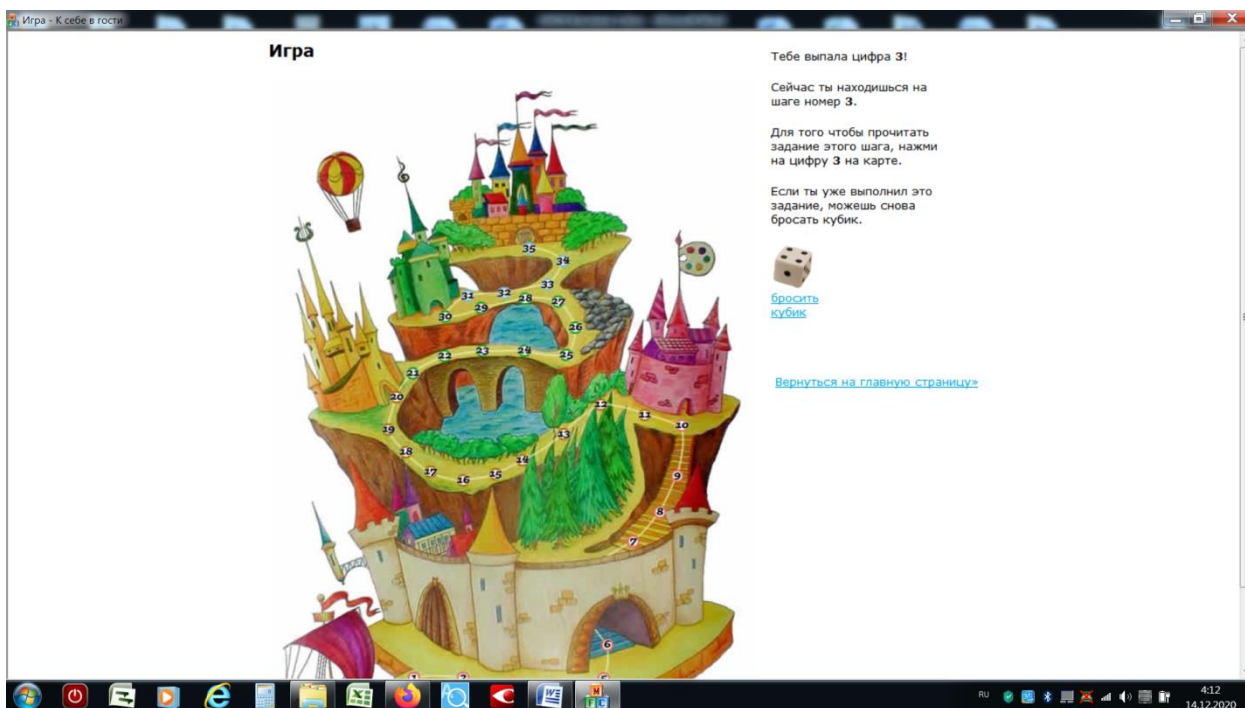 Игра - К себе в гости
Игра
Тебе выпала цифра 3!
Сейчас ты находишься на
шаге номер 3.
Для того чтобы прочитать
задание этого шага, нажми
на цифру 3 на карте.
Если ты уже выполнил это
задание, можешь снова
бросать кубик.
бросить
кубик
Вернуться на главную страницу»
35
34
33
32
31
30
29
28
27
26
25
24
23
22
21
20
19
18
17
16
15
14
13
12
11
10
9
8
7
6
RU
4:12
14.12.2020